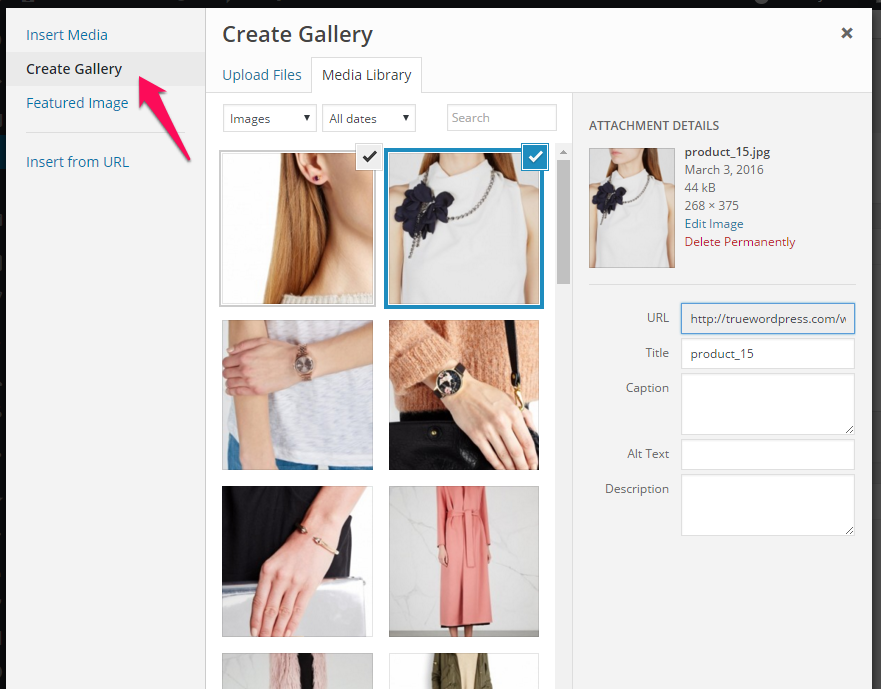 Insert Media
Create Gallery
Featured Image
Insert from URL
Create Gallery
Upload Files
Media Library
Images
All dates
Search
ATTACHMENT DETAILS
product_15.jpg
March 3, 2016
44 kB
268 × 375
Edit Image
Delete Permanently
URL
http://truewordpress.com/w
Title
product_15
Caption
Alt Text
Description